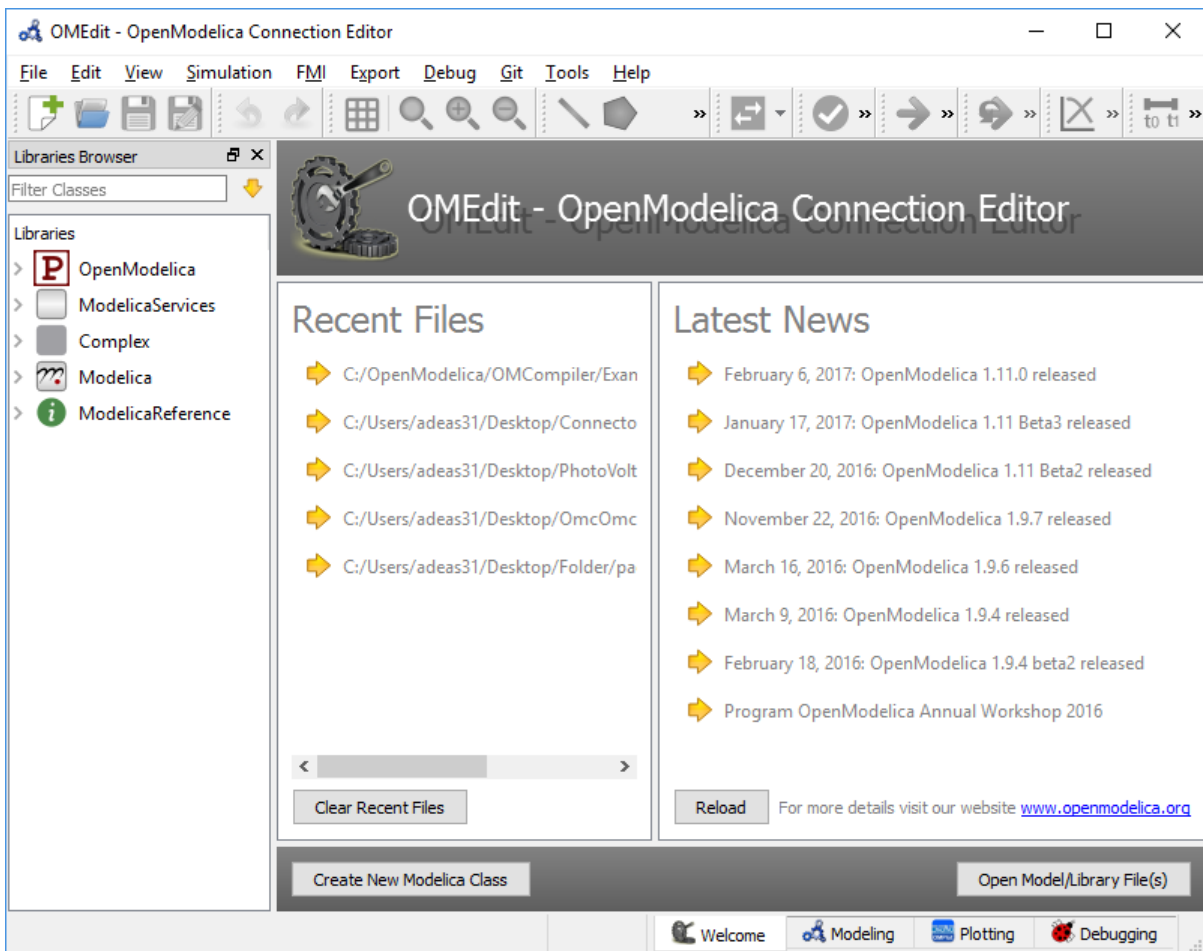 OMEdit - OpenModelica Connection Editor
File Edit View Simulation FMI Export Debug Git Tools Help
to t1
Libraries Browser
Filter Classes
Libraries
P OpenModelica
ModelicaServices
Complex
Modelica
i ModelicaReference
OMEdit - OpenModelica Connection Editor
Recent Files
C:/OpenModelica/OMCompiler/Exan
C:/Users/adeas31/Desktop/Connecto
C:/Users/adeas31/Desktop/PhotoVolt
C:/Users/adeas31/Desktop/OmcOmc
C:/Users/adeas31/Desktop/Folder/pa
Clear Recent Files
Latest News
February 6, 2017: OpenModelica 1.11.0 released
January 17, 2017: OpenModelica 1.11 Beta3 released
December 20, 2016: OpenModelica 1.11 Beta2 released
November 22, 2016: OpenModelica 1.9.7 released
March 16, 2016: OpenModelica 1.9.6 released
March 9, 2016: OpenModelica 1.9.4 released
February 18, 2016: OpenModelica 1.9.4 beta2 released
Program OpenModelica Annual Workshop 2016
Reload For more details visit our website www.openmodelica.org
Create New Modelica Class Open Model/Library File(s)
Welcome Modeling Plotting Debugging